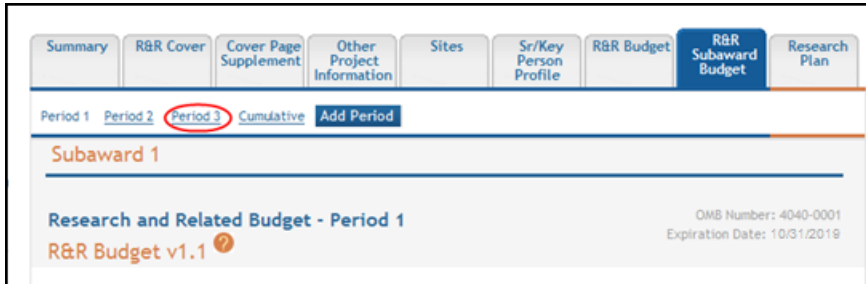 Summary
R&R Cover
Cover Page
Supplement
Other
Project
Information
Sites
Sr/Key
Person
Profile
R&R Budget
R&R
Subaward
Budget
Research
Plan
Period 1 Period 2 Period 3 Cumulative Add Period
Subaward 1
Research and Related Budget - Period 1
OMB Number: 4040-0001
Expiration Date: 10/31/2019
R&R Budget v1.1 ?